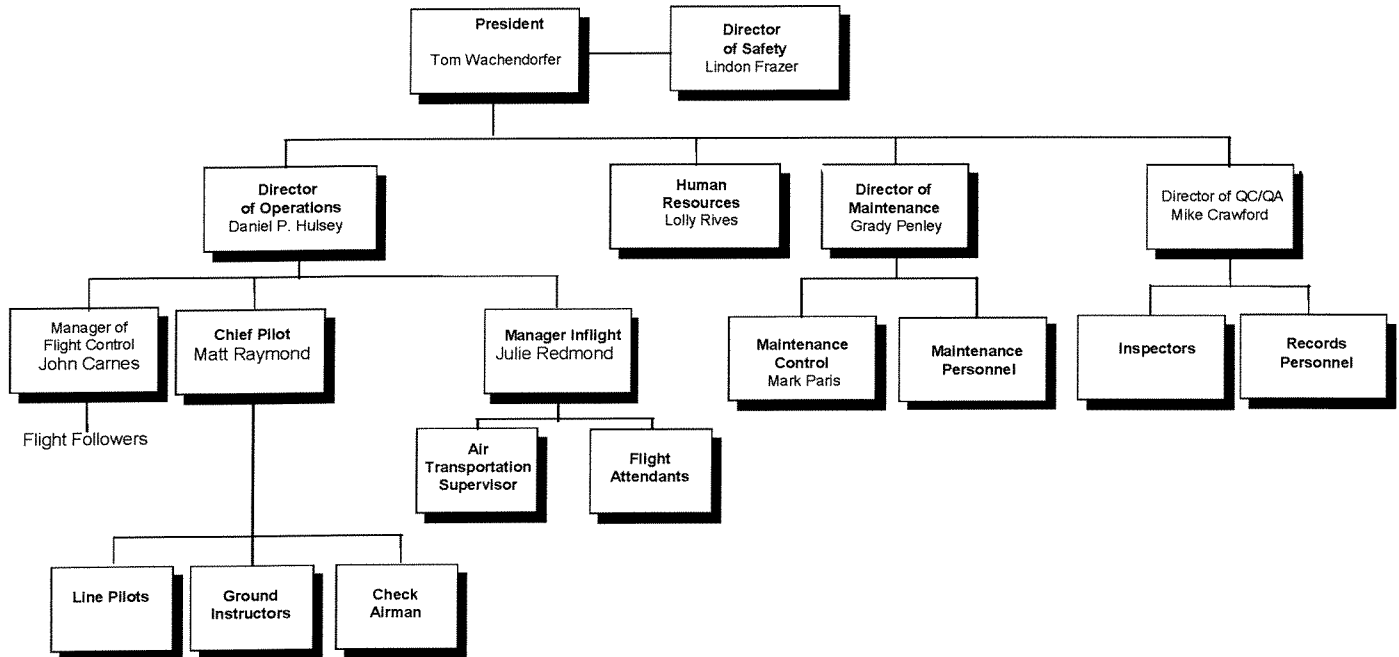 President
Tom Wachendorfer
Director
of Safety
Lindon Frazer
Director
of Operations
Daniel P. Hulsey
Human
Resources
Lolly Rives
Director of
Maintenance
Grady Penley
Director of QC/QA
Mike Crawford
Manager of
Flight Control
John Carnes
Chief Pilot
Matt Raymond
Manager Inflight
Julie Redmond
Maintenance
Control
Mark Paris
Maintenance
Personnel
Inspectors
Records
Personnel
Flight Followers
Air
Transportation
Supervisor
Flight
Attendants
Line Pilots
Ground
Instructors
Check
Airman